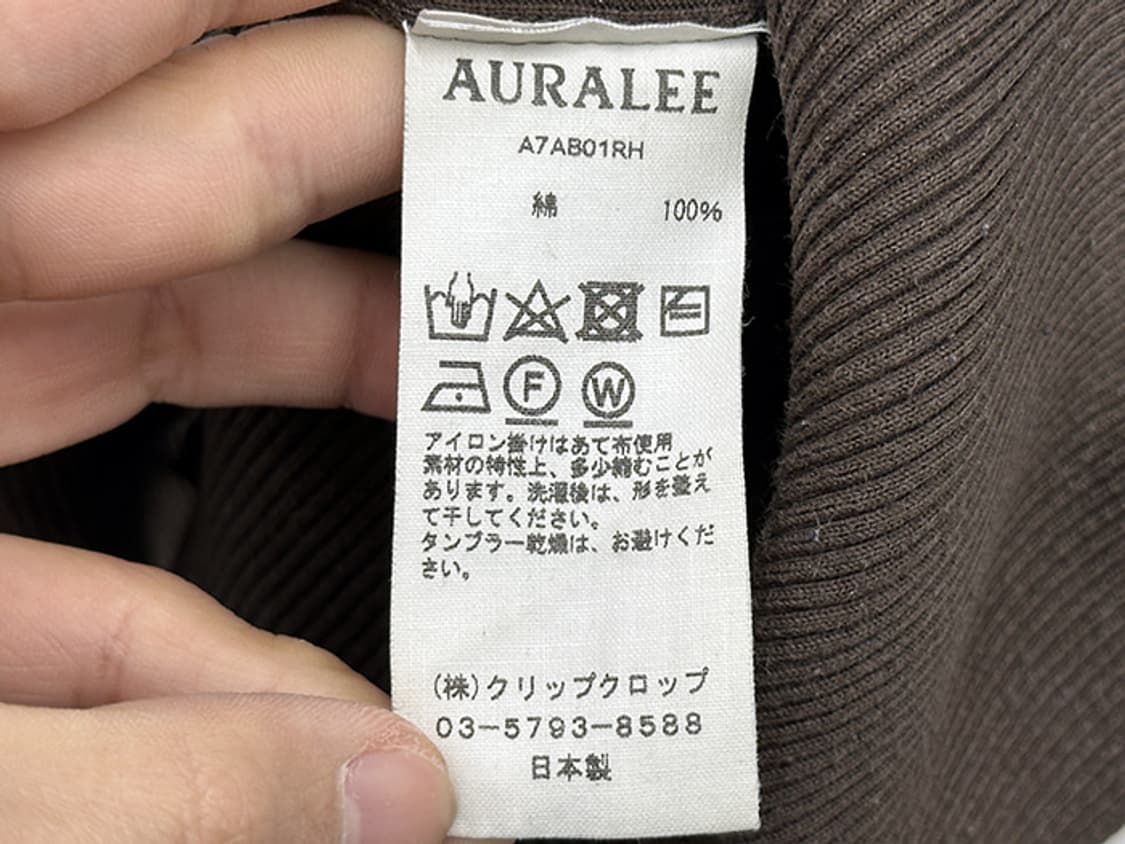 AURALEE
A7AB01RH
綿 100%
F W
アイロン掛けはあて布使用
素材の特性上、多少縮むことが
あります。洗濯後は、形を整え
て干してください。
タンブラー乾燥は、お避けくだ
さい。
(株)クリップクロップ
03-5793-8588
日本製